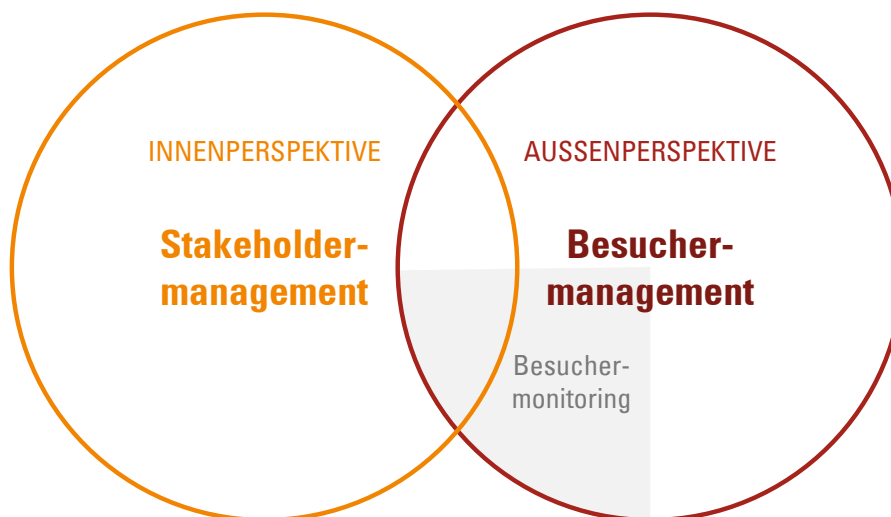 INNENPERSPEKTIVE
Stakeholder-
management
AUSSENPERSPEKTIVE
Besucher-
management
Besucher-
monitoring